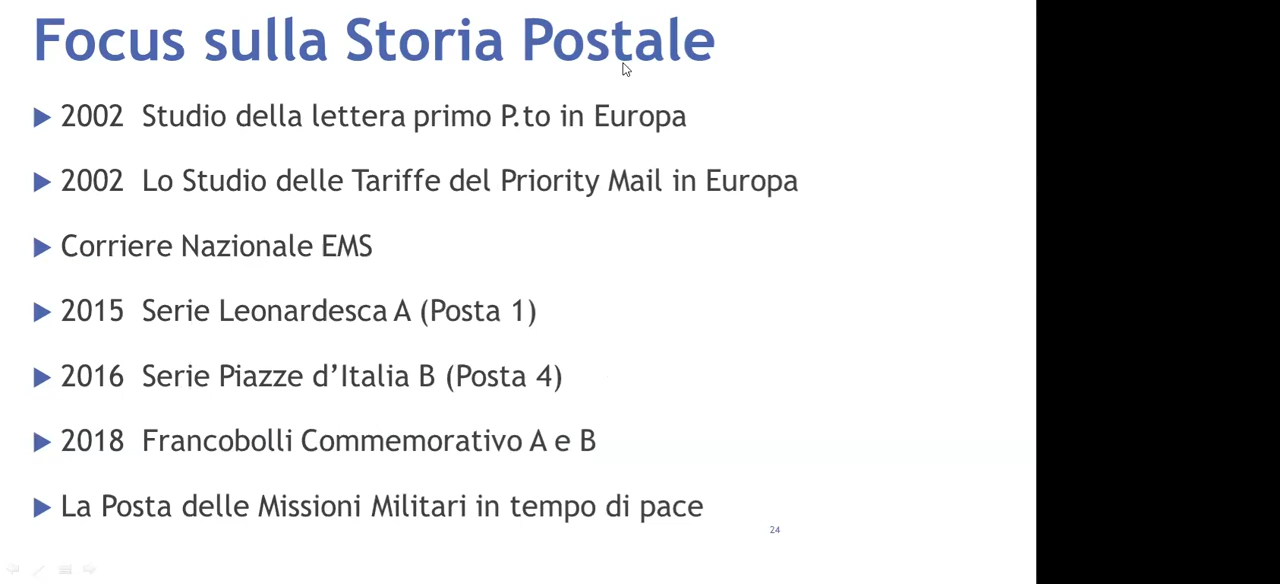 Focus sulla Storia Postale
2002 Studio della lettera primo P.to in Europa
2002 Lo Studio delle Tariffe del Priority Mail in Europa
Corriere Nazionale EMS
2015 Serie Leonardesca A (Posta 1)
2016 Serie Piazze d’Italia B (Posta 4)
2018 Francobolli Commemorativo A e B
La Posta delle Missioni Militari in tempo di pace
24